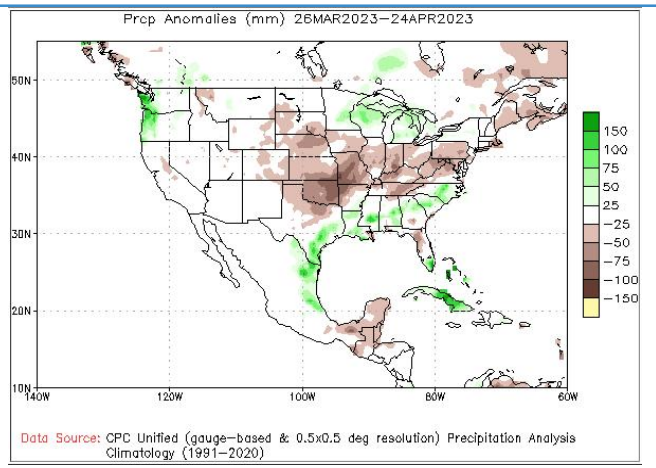 Prcp Anomalies (mm) 26MAR2023–24APR2023
50N
40N
30N
20N
10N
140W
120W
100W
80W
60W
150
100
75
50
25
−25
−50
−75
−100
−150
Data Source: CPC Unified (gauge−based & 0.5x0.5 deg resolution) Precipitation Analysis
Climatology (1991−2020)